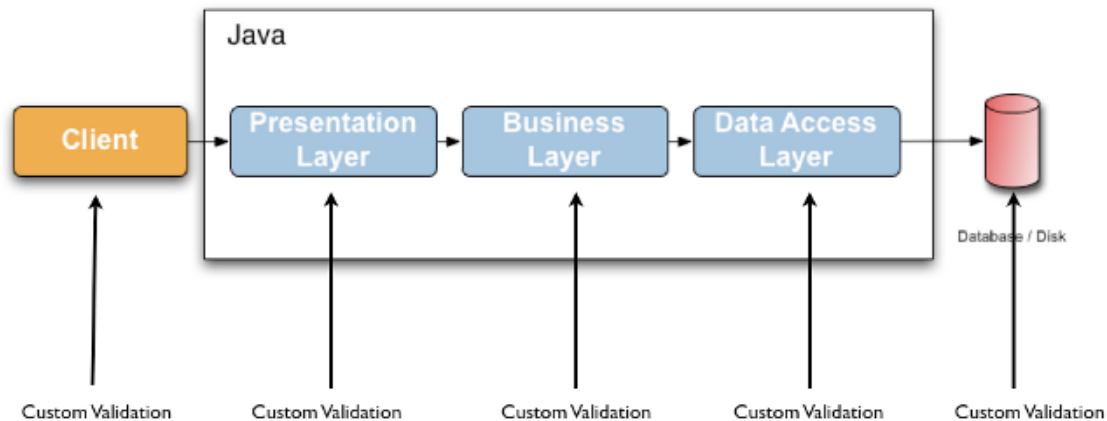 Java
Client
Presentation
Layer
Business
Layer
Data Access
Layer
Database / Disk
Custom Validation
Custom Validation
Custom Validation
Custom Validation
Custom Validation